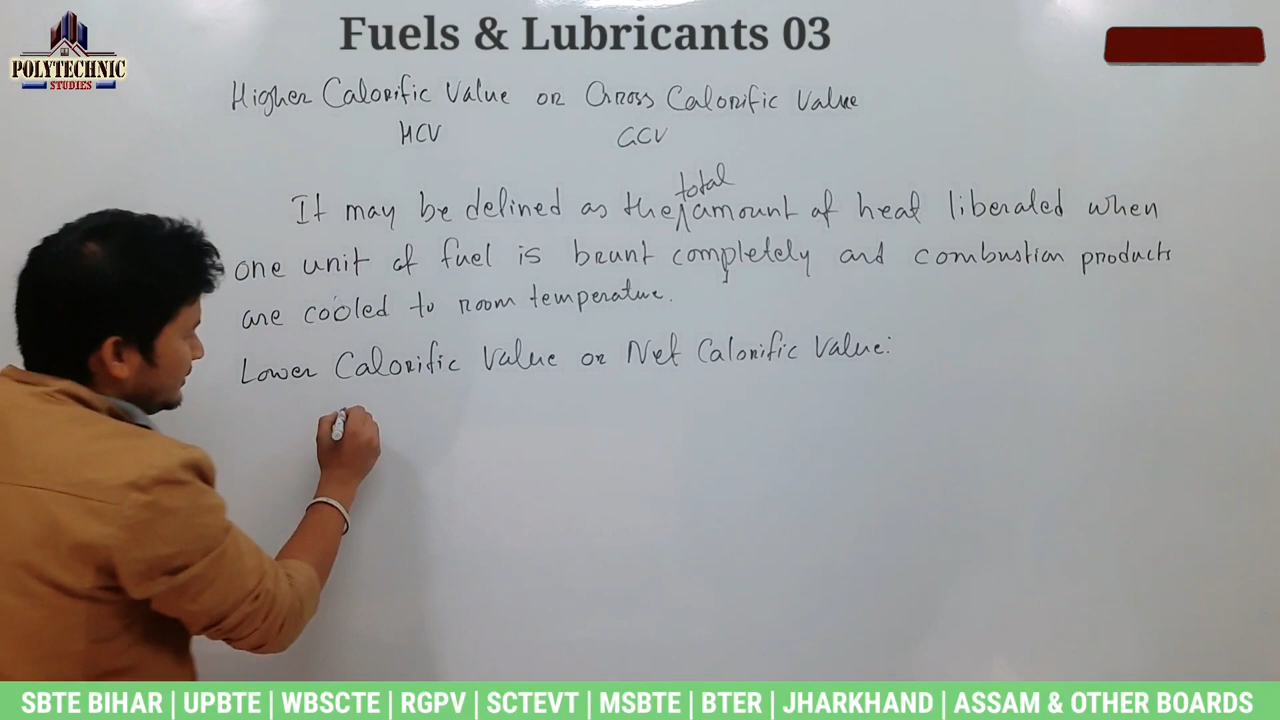 Fuels & Lubricants 03
POLYTECHNIC
STUDIES
Higher Calorific Value or Gross Calorific Value
HCV GCV
total
It may be defined as the amount of heat liberated when
one unit of fuel is brunt completely and combustion products
are cooled to room temperature.
Lower Calorific Value or Net Calorific Value:
SBTE BIHAR | UPBTE | WBSCTE | RGPV | SCTEVT | MSBTE | BTER | JHARKHAND | ASSAM & OTHER BOARDS